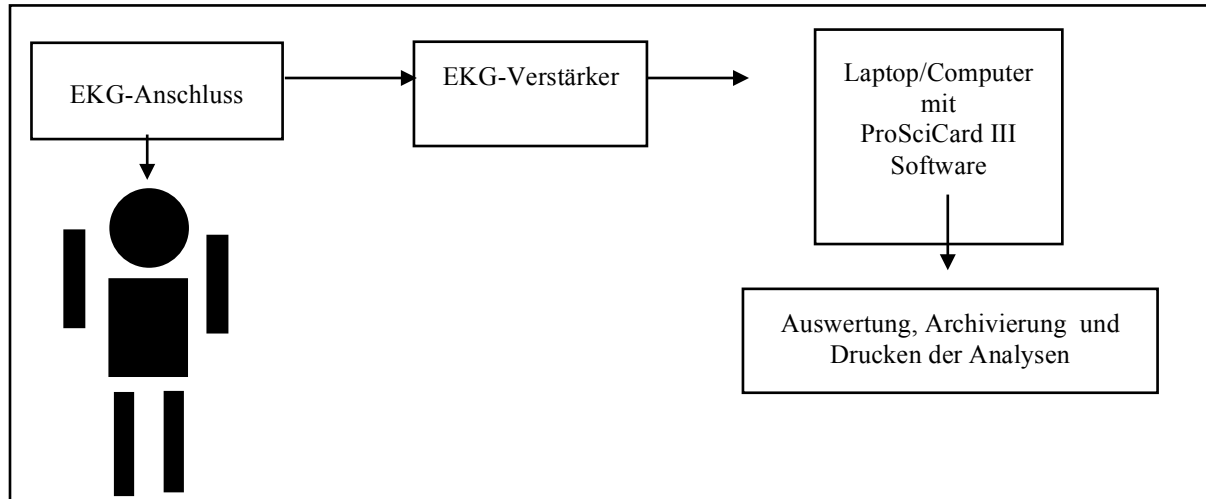 EKG-Anschluss
EKG-Verstärker
Laptop/Computer
mit
ProSciCard III
Software
Auswertung, Archivierung und
Drucken der Analysen